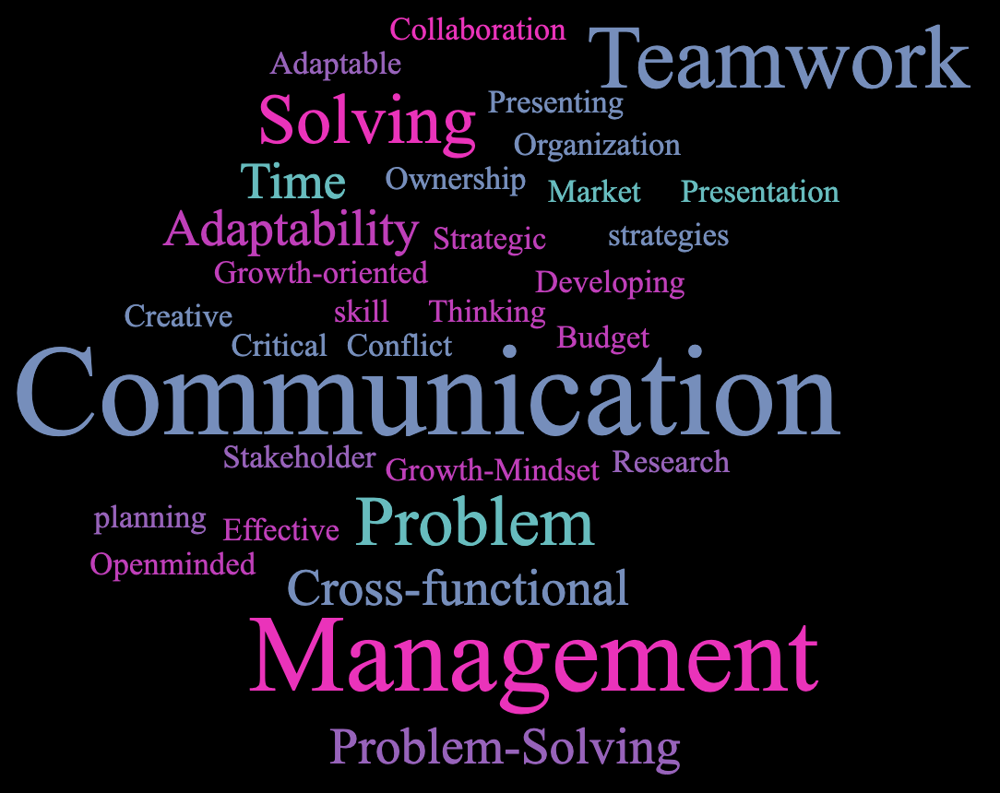 Collaboration
Teamwork
Adaptable
Presenting
Solving
Organization
Time
Ownership
Market
Presentation
Adaptability
Strategic
strategies
Growth-oriented
Developing
Creative
skill
Thinking
Critical
Conflict
Budget
Communication
Stakeholder
Growth-Mindset
Research
planning
Effective
Problem
Openminded
Cross-functional
Management
Problem-Solving